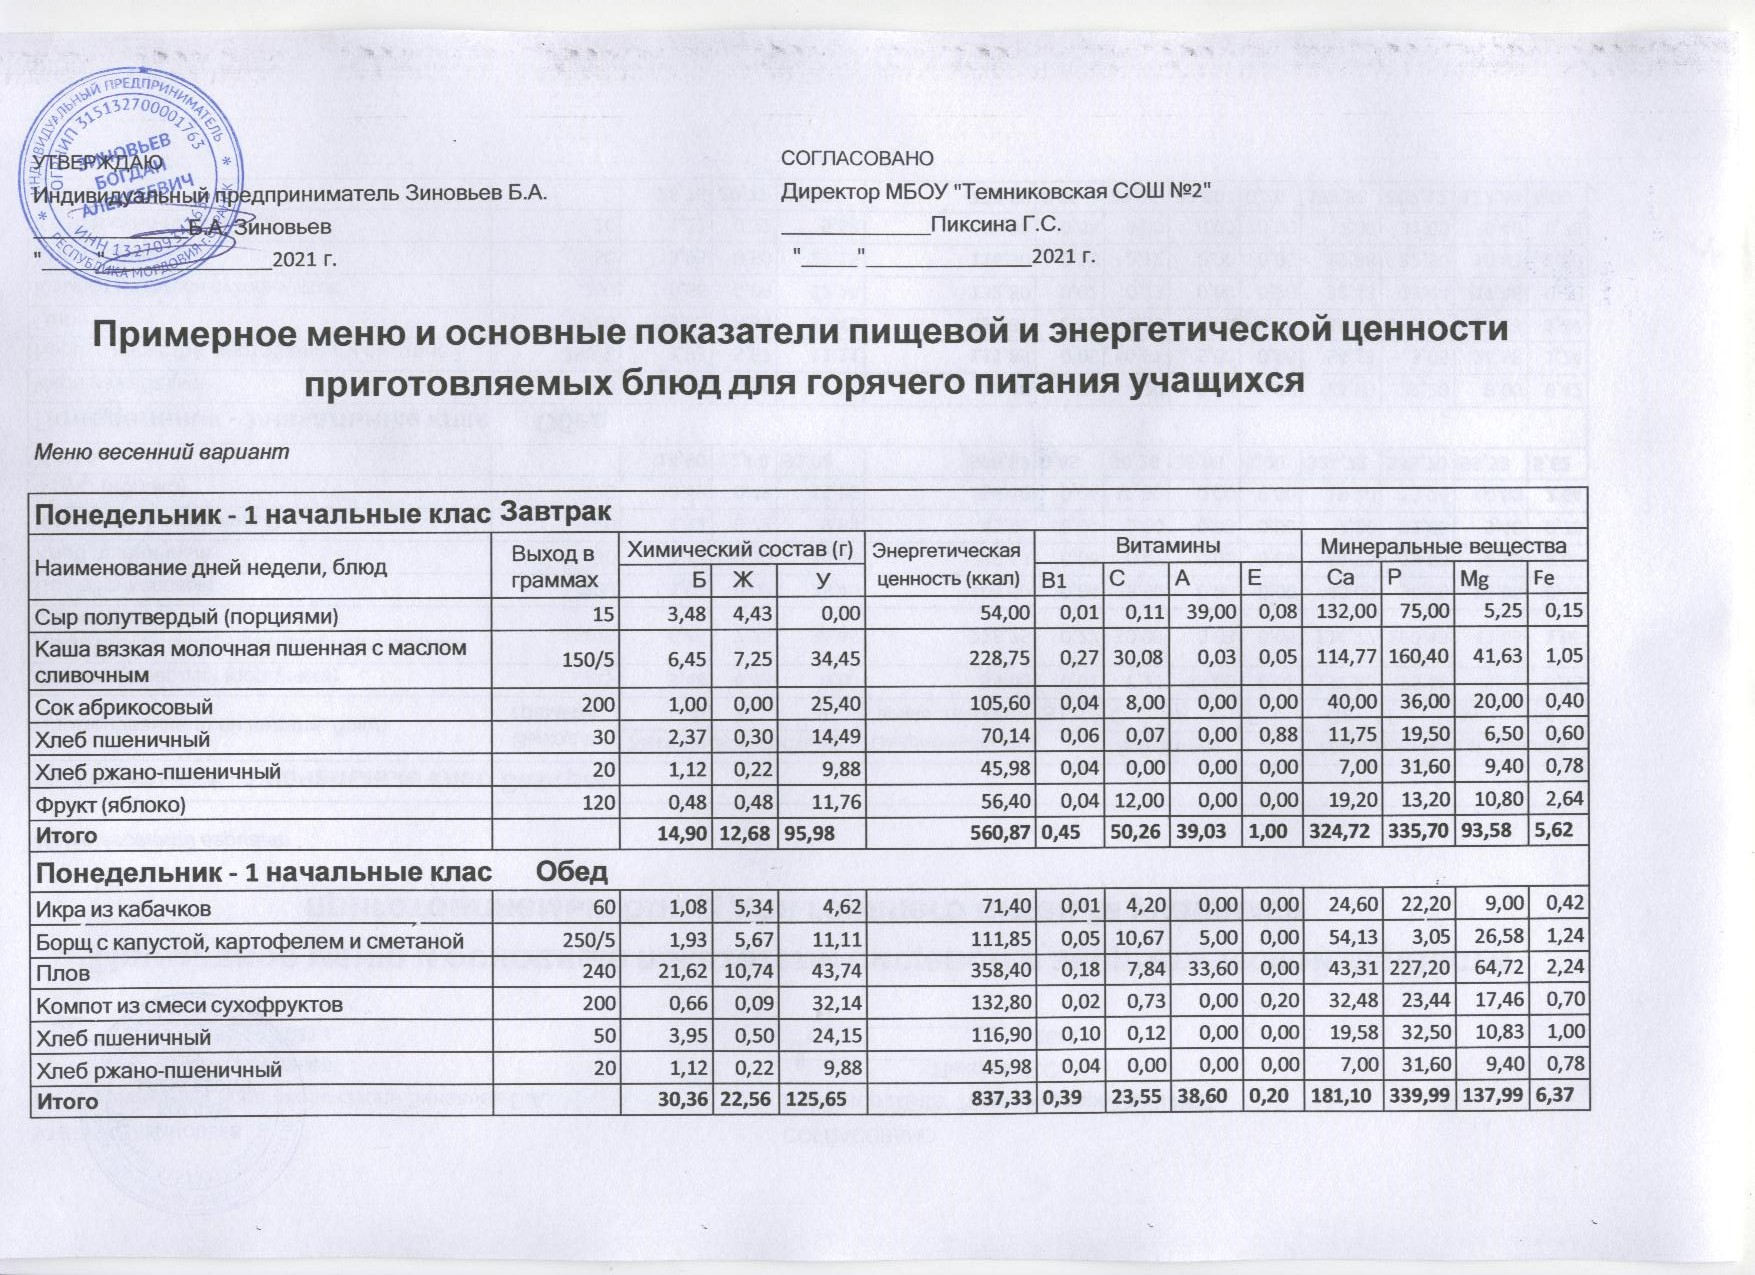 ИНДИВИДУАЛЬНЫЙ ПРЕДПРИНИМАТЕЛЬ
ОГРНИП 315132700001763
ЗИНОВЬЕВ
БОГДАН
АЛЕКСЕЕВИЧ
РЕСПУБЛИКА МОРДОВИЯ
УТВЕРЖДАЮ
Индивидуальный предприниматель Зиновьев Б.А.
Б.А. Зиновьев
"_____"_______________2021 г.
СОГЛАСОВАНО
Директор МБОУ "Темниковская СОШ №2"
_____________Пиксина Г.С.
"_____"_______________2021 г.
Примерное меню и основные показатели пищевой и энергетической ценности
приготовляемых блюд для горячего питания учащихся
Меню весенний вариант
Понедельник - 1 начальные клас Завтрак
Наименование дней недели, блюд Выход в граммах Химический состав (г) Энергетическая ценность (ккал) Витамины Минеральные вещества
Б Ж У В1 С А Е Са Р Mg Fe
Сыр полутвердый (порциями) 15 3,48 4,43 0,00 54,00 0,01 0,11 39,00 0,08 132,00 75,00 5,25 0,15
Каша вязкая молочная пшенная с маслом
сливочным 150/5 6,45 7,25 34,45 228,75 0,27 30,08 0,03 0,05 114,77 160,40 41,63 1,05
Сок абрикосовый 200 1,00 0,00 25,40 105,60 0,04 8,00 0,00 0,00 40,00 36,00 20,00 0,40
Хлеб пшеничный 30 2,37 0,30 14,49 70,14 0,06 0,07 0,00 0,88 11,75 19,50 6,50 0,60
Хлеб ржано-пшеничный 20 1,12 0,22 9,88 45,98 0,04 0,00 0,00 0,00 7,00 31,60 9,40 0,78
Фрукт (яблоко) 120 0,48 0,48 11,76 56,40 0,04 12,00 0,00 0,00 19,20 13,20 10,80 2,64
Итого 14,90 12,68 95,98 560,87 0,45 50,26 39,03 1,00 324,72 335,70 93,58 5,62
Понедельник - 1 начальные клас Обед
Икра из кабачков 60 1,08 5,34 4,62 71,40 0,01 4,20 0,00 0,00 24,60 22,20 9,00 0,42
Борщ с капустой, картофелем и сметаной 250/5 1,93 5,67 11,11 111,85 0,05 10,67 5,00 0,00 54,13 3,05 26,58 1,24
Плов 240 21,62 10,74 43,74 358,40 0,18 7,84 33,60 0,00 43,31 227,20 64,72 2,24
Компот из смеси сухофруктов 200 0,66 0,09 32,14 132,80 0,02 0,73 0,00 0,20 32,48 23,44 17,46 0,70
Хлеб пшеничный 50 3,95 0,50 24,15 116,90 0,10 0,12 0,00 0,00 19,58 32,50 10,83 1,00
Хлеб ржано-пшеничный 20 1,12 0,22 9,88 45,98 0,04 0,00 0,00 0,00 7,00 31,60 9,40 0,78
Итого 30,36 22,56 125,65 837,33 0,39 23,55 38,60 0,20 181,10 339,99 137,99 6,37